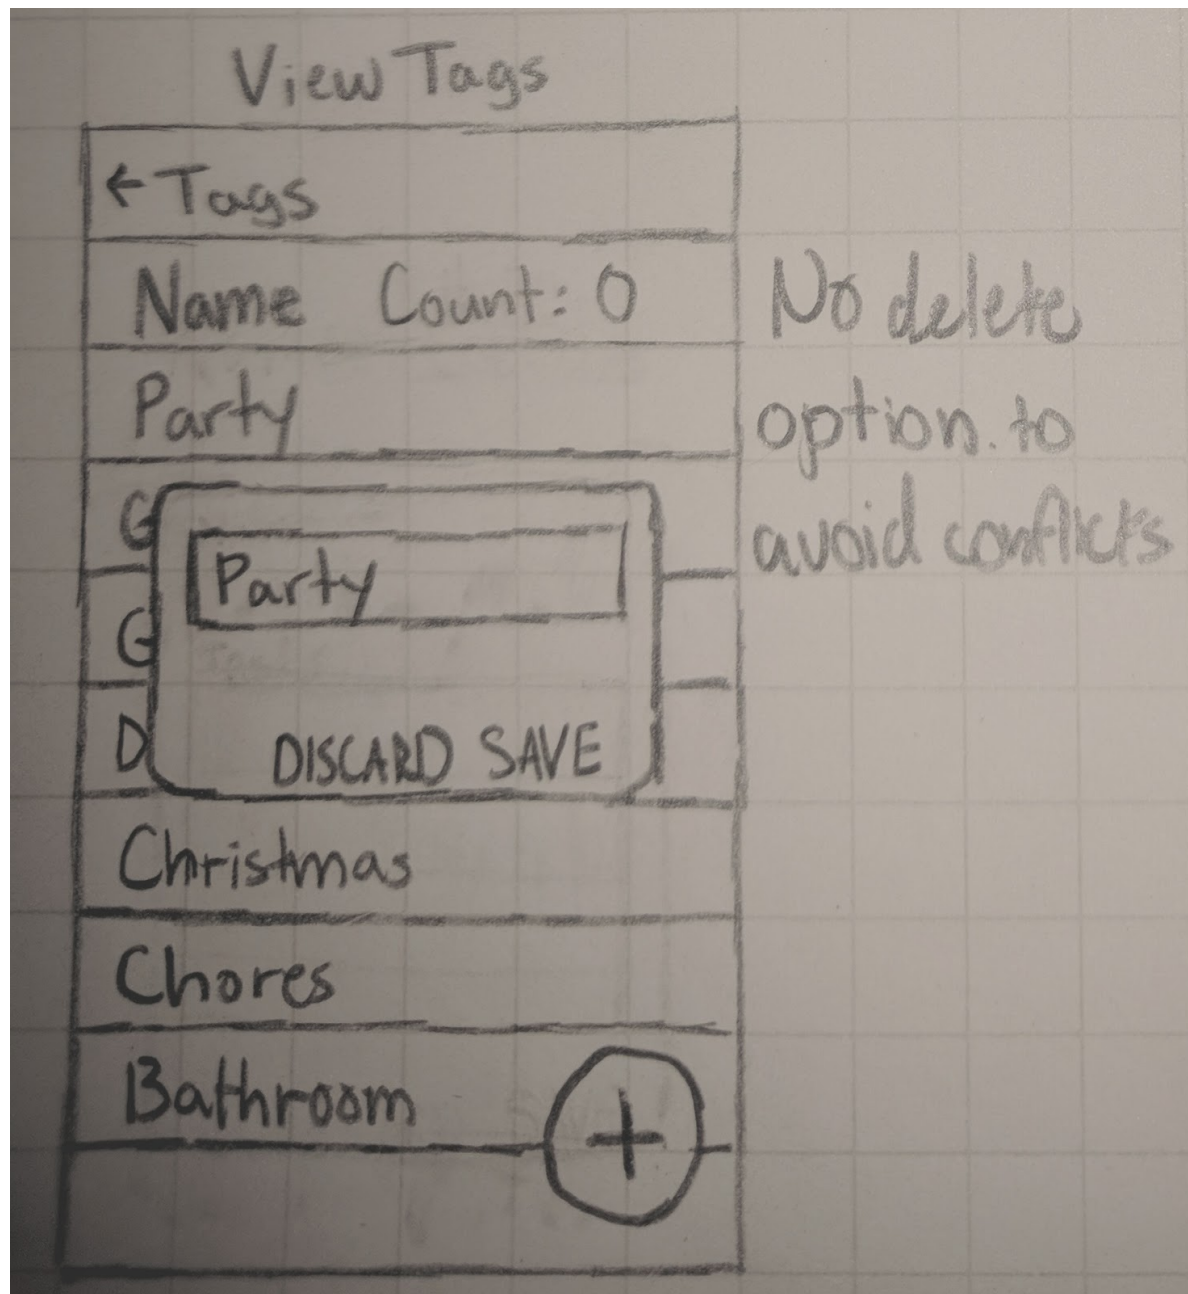 View Tags
← Tags
Name Count: 0
No delete
Party
option. to
G
avoid conflicts
Party
G
D
DISCARD SAVE
Christmas
Chores
Bathroom
+